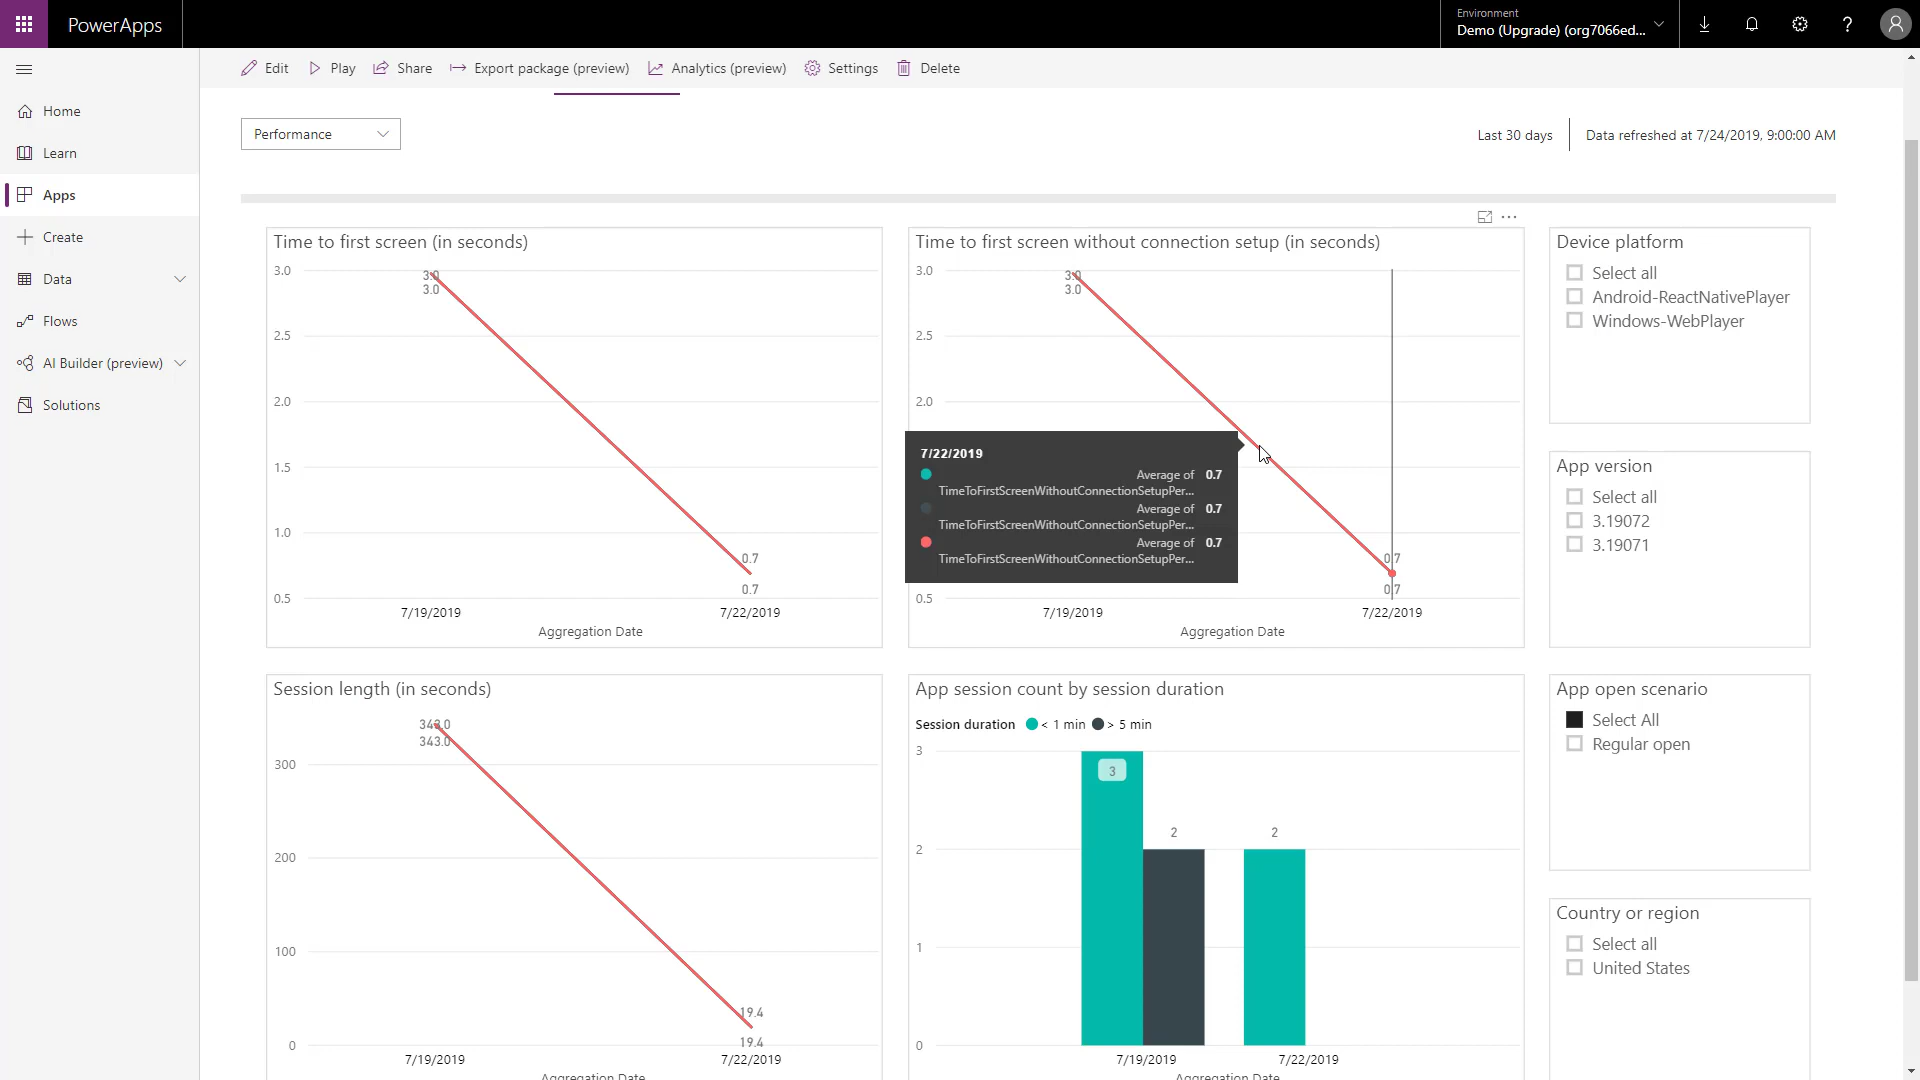 PowerApps
Environment
Demo (Upgrade) (org7066ed...
?
Edit
Play
Share
Export package (preview)
Analytics (preview)
Settings
Delete
Home
Learn
Apps
Create
Data
Flows
AI Builder (preview)
Solutions
Performance
Last 30 days
Data refreshed at 7/24/2019, 9:00:00 AM
Time to first screen (in seconds)
3.0
2.5
2.0
1.5
1.0
0.5
3.0
3.0
0.7
0.7
7/19/2019
7/22/2019
Aggregation Date
Time to first screen without connection setup (in seconds)
3.0
2.5
2.0
0.5
3.0
3.0
7/22/2019
Average of 0.7
TimeToFirstScreenWithoutConnectionSetupPer...
Average of 0.7
TimeToFirstScreenWithoutConnectionSetupPer...
Average of 0.7
TimeToFirstScreenWithoutConnectionSetupPer...
0.7
0.7
7/19/2019
7/22/2019
Aggregation Date
Device platform
Select all
Android-ReactNativePlayer
Windows-WebPlayer
App version
Select all
3.19072
3.19071
Session length (in seconds)
300
200
100
0
343.0
343.0
19.4
19.4
7/19/2019
7/22/2019
Aggregation Date
App session count by session duration
Session duration < 1 min > 5 min
3
2
1
0
3
2
2
7/19/2019
7/22/2019
Aggregation Date
App open scenario
Select All
Regular open
Country or region
Select all
United States